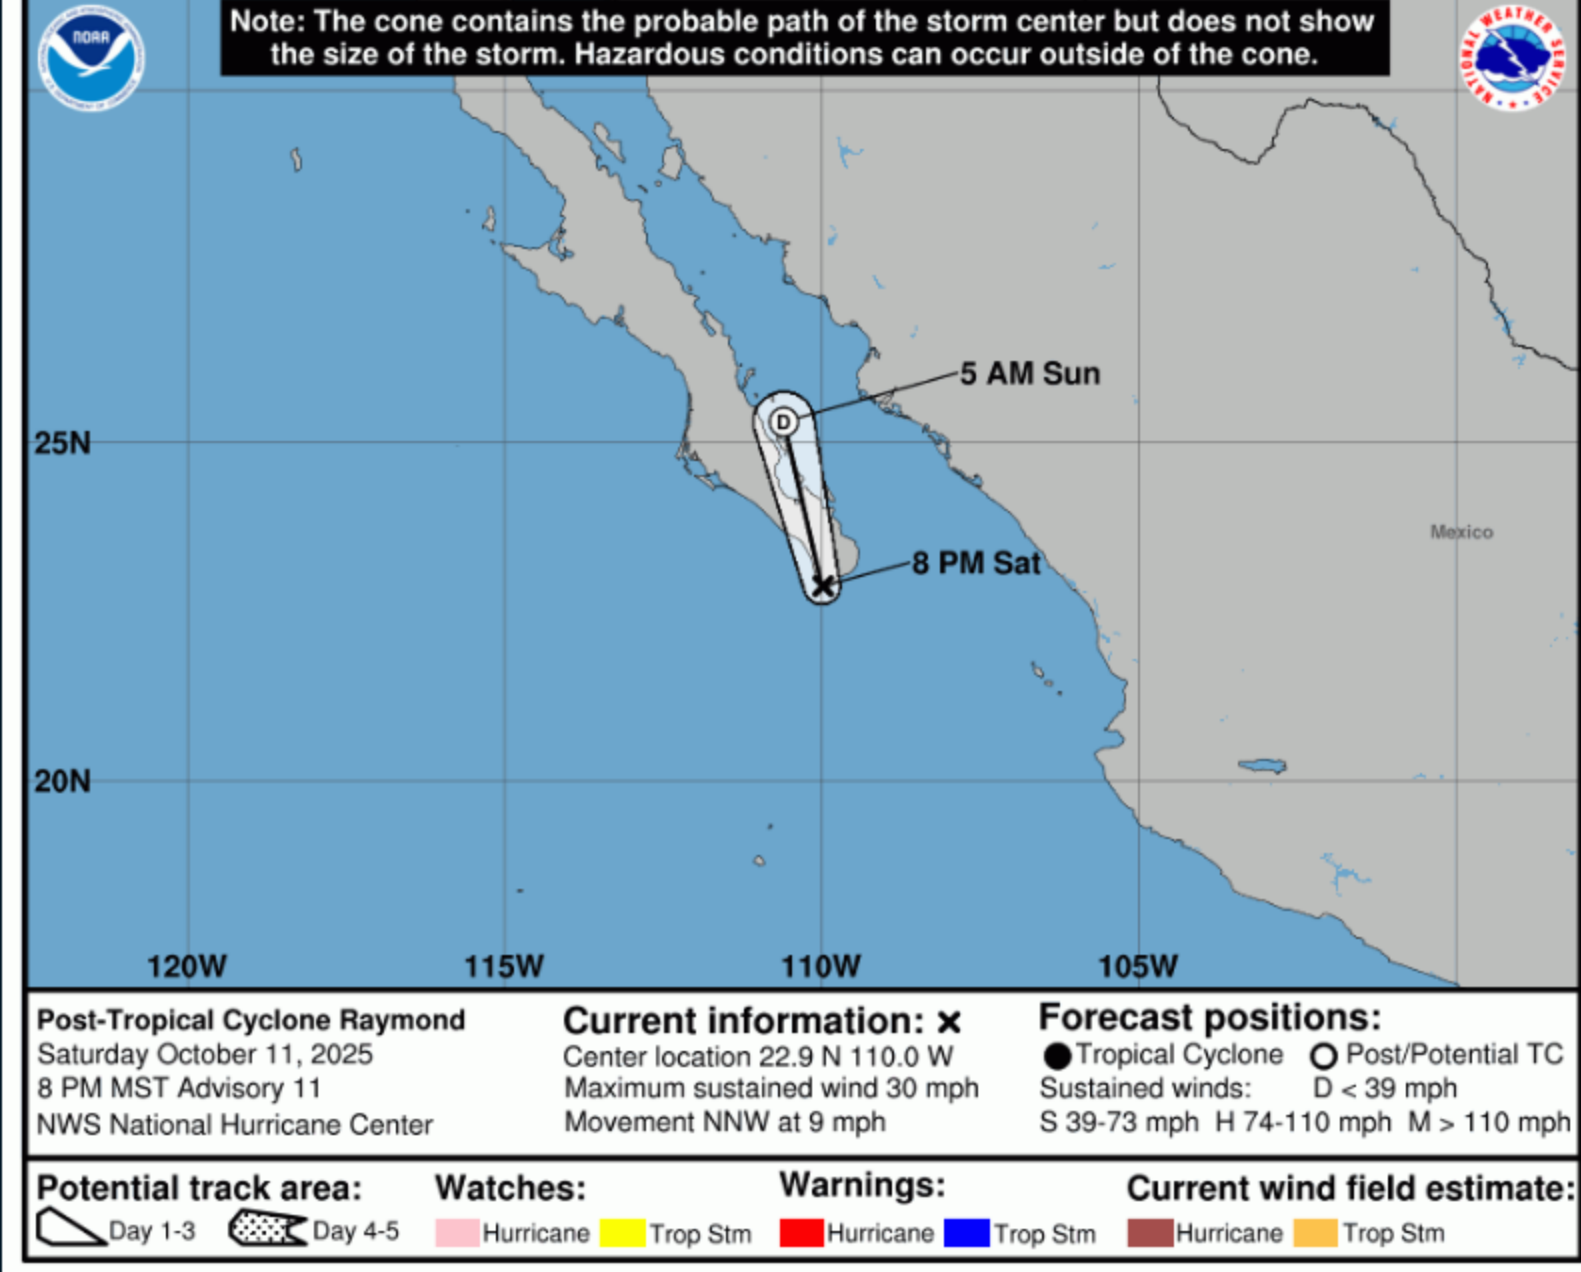 Note: The cone contains the probable path of the storm center but does not show
the size of the storm. Hazardous conditions can occur outside of the cone.
NOAA
NATIONAL WEATHER SERVICE
5 AM Sun
D
25N
Mexico
8 PM Sat
20N
120W 115W 110W 105W
Post-Tropical Cyclone Raymond
Saturday October 11, 2025
8 PM MST Advisory 11
NWS National Hurricane Center
Current information: ✕
Center location 22.9 N 110.0 W
Maximum sustained wind 30 mph
Movement NNW at 9 mph
Forecast positions:
Tropical Cyclone Post/Potential TC
Sustained winds: D < 39 mph
S 39-73 mph H 74-110 mph M > 110 mph
Potential track area:
Day 1-3 Day 4-5
Watches:
Hurricane Trop Stm
Warnings:
Hurricane Trop Stm
Current wind field estimate:
Hurricane Trop Stm